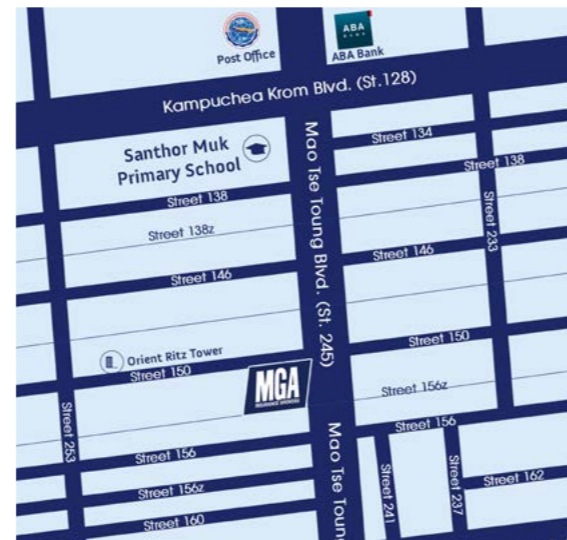 Post Office
ABA
BANK
ABA Bank
Kampuchea Krom Blvd. (St.128)
Santhor Muk
Primary School
Street 134
Street 138
Street 138
Street 138z
Street 233
Street 146
Street 146
Mao Tse Toung Blvd. (St. 245)
Orient Ritz Tower
Street 150
Street 150
MGA
INSURANCE BROKERS
Street 156z
Street 253
Street 156
Street 156
Mao Tse Toung
Street 156z
Street 241
Street 237
Street 162
Street 160